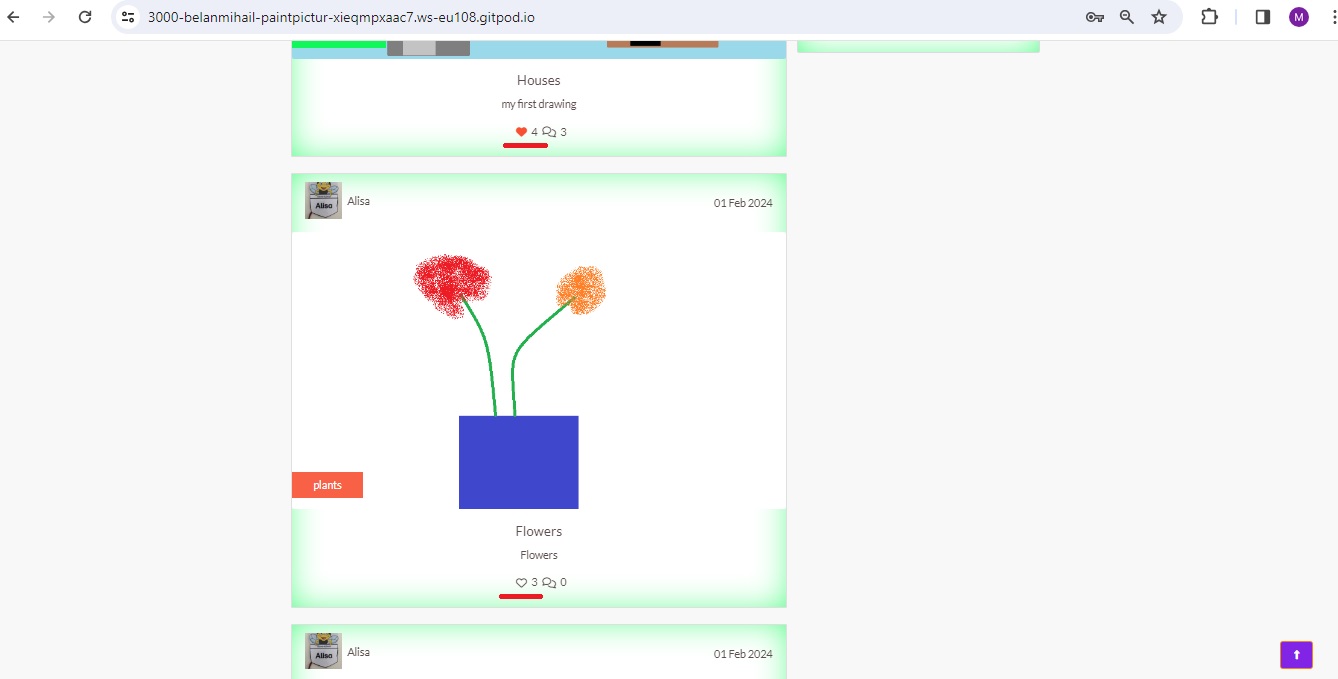 3000-belanmihail-paintpictur-xieqmpxaac7.ws-eu108.gitpod.io
M
Houses
my first drawing
4 3
Alisa
Alisa 01 Feb 2024
plants
Flowers
Flowers
3 0
Alisa
Alisa 01 Feb 2024